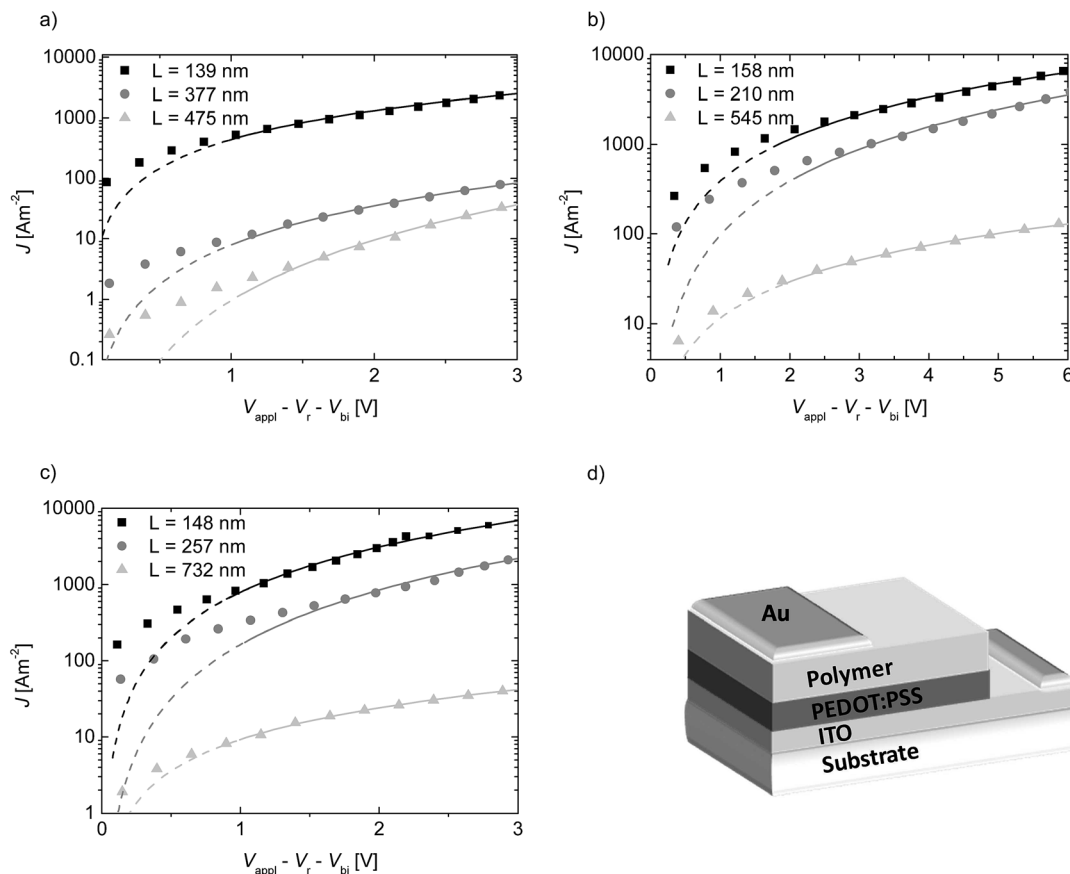 a)
10000
1000
100
10
1
0.1
J [Am⁻²]
L = 139 nm
L = 377 nm
L = 475 nm
1 2 3
V_appl - V_r - V_bi [V]
b)
10000
1000
100
10
J [Am⁻²]
L = 158 nm
L = 210 nm
L = 545 nm
0 1 2 3 4 5 6
V_appl - V_r - V_bi [V]
c)
10000
1000
100
10
1
J [Am⁻²]
L = 148 nm
L = 257 nm
L = 732 nm
0 1 2 3
V_appl - V_r - V_bi [V]
d)
Au
Polymer
PEDOT:PSS
ITO
Substrate